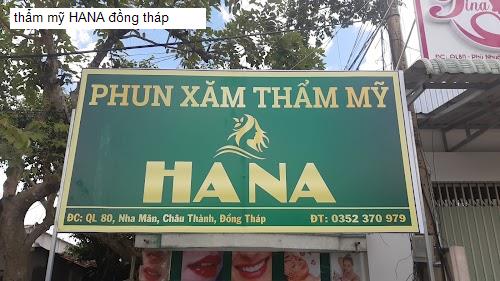 thẩm mỹ HANA đồng tháp
PHUN XĂM THẨM MỸ
HANA
ĐC: QL 80, Nha Mân, Châu Thành, Đồng Tháp
ĐT: 0352 370 979